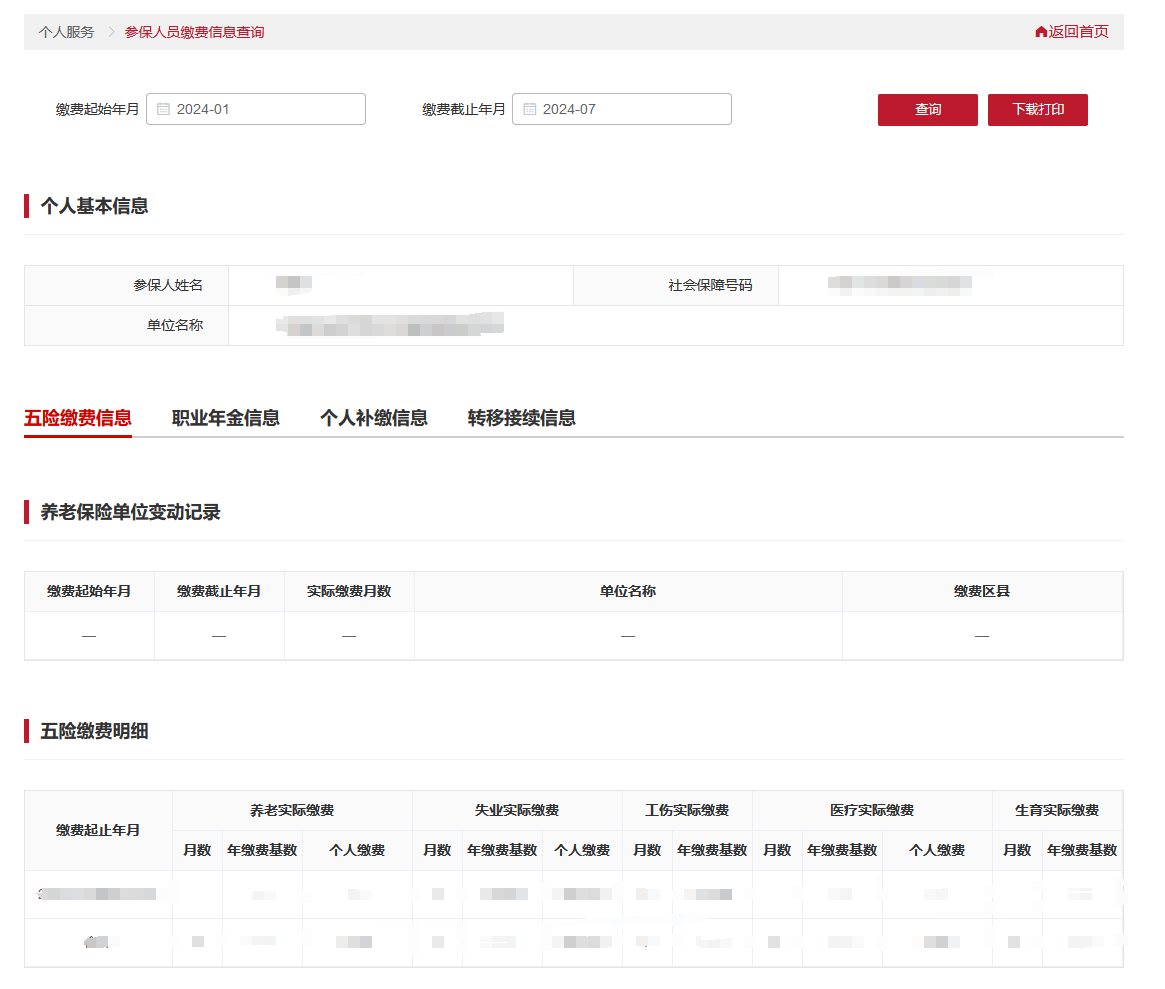 个人服务 > 参保人员缴费信息查询 返回首页
缴费起始年月 2024-01 缴费截止年月 2024-07 查询 下载打印
个人基本信息
参保人姓名 社会保障号码
单位名称
五险缴费信息 职业年金信息 个人补缴信息 转移接续信息
养老保险单位变动记录
缴费起始年月 缴费截止年月 实际缴费月数 单位名称 缴费区县
— — — — —
五险缴费明细
缴费起止年月 养老实际缴费 失业实际缴费 工伤实际缴费 医疗实际缴费 生育实际缴费
月数 年缴费基数 个人缴费 月数 年缴费基数 个人缴费 月数 年缴费基数 月数 年缴费基数 个人缴费 月数 年缴费基数